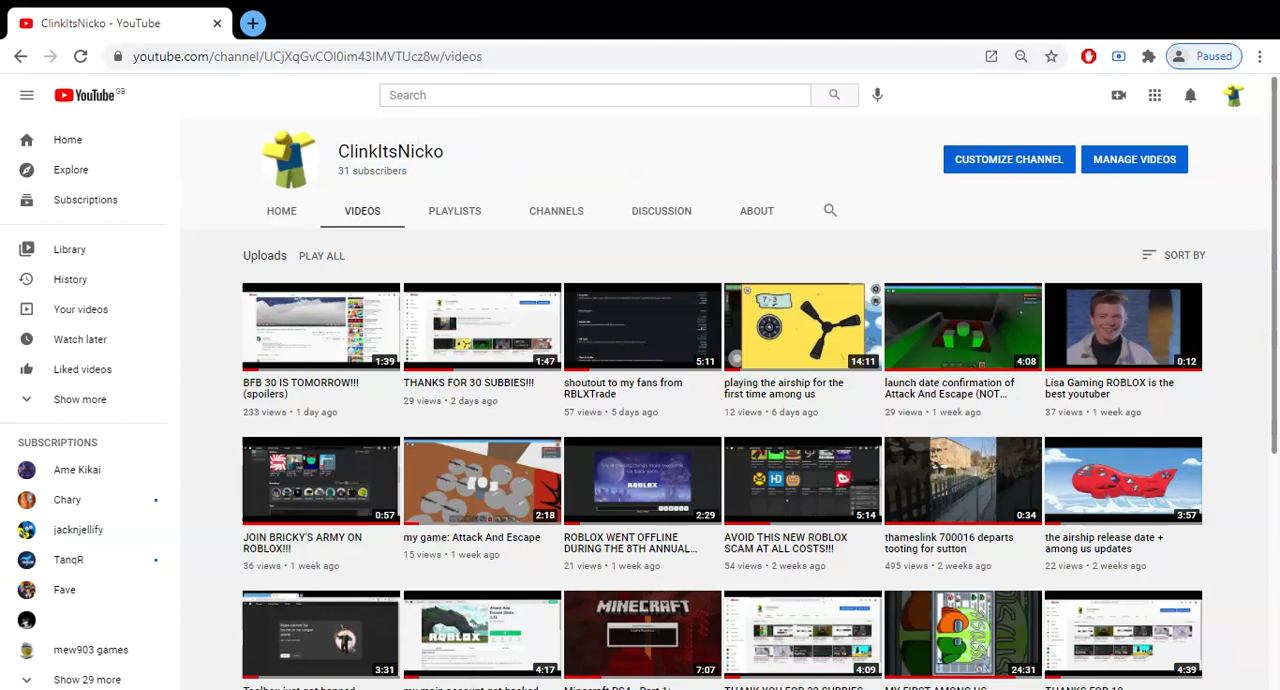 ClinkItsNicko - YouTube
youtube.com/channel/UCjXqGvCOI0im43IMVTUcz8w/videos
Paused
YouTube GB
Search
Home
Explore
Subscriptions
Library
History
Your videos
Watch later
Liked videos
Show more
SUBSCRIPTIONS
Ame Kikai
Chary
jacknjellify
TanqR
Fave
mew903 games
Show 29 more
ClinkItsNicko
31 subscribers
CUSTOMIZE CHANNEL
MANAGE VIDEOS
HOME VIDEOS PLAYLISTS CHANNELS DISCUSSION ABOUT
Uploads PLAY ALL
SORT BY
1:39
BFB 30 IS TOMORROW!!!
(spoilers)
233 views • 1 day ago
1:47
THANKS FOR 30 SUBBIES!!!
29 views • 2 days ago
5:11
shoutout to my fans from
RBLXTrade
57 views • 5 days ago
14:11
playing the airship for the
first time among us
12 views • 6 days ago
4:08
launch date confirmation of
Attack And Escape (NOT...
29 views • 1 week ago
0:12
Lisa Gaming ROBLOX is the
best youtuber
37 views • 1 week ago
0:57
JOIN BRICKY'S ARMY ON
ROBLOX!!!
36 views • 1 week ago
2:18
my game: Attack And Escape
15 views • 1 week ago
ROBLOX
2:29
ROBLOX WENT OFFLINE
DURING THE 8TH ANNUAL...
21 views • 1 week ago
5:14
AVOID THIS NEW ROBLOX
SCAM AT ALL COSTS!!!
54 views • 2 weeks ago
0:34
thameslink 700016 departs
tooting for sutton
495 views • 2 weeks ago
3:57
the airship release date +
among us updates
22 views • 2 weeks ago
3:31
ROBLOX
4:17
MINECRAFT
7:07
4:09
24:31
4:39